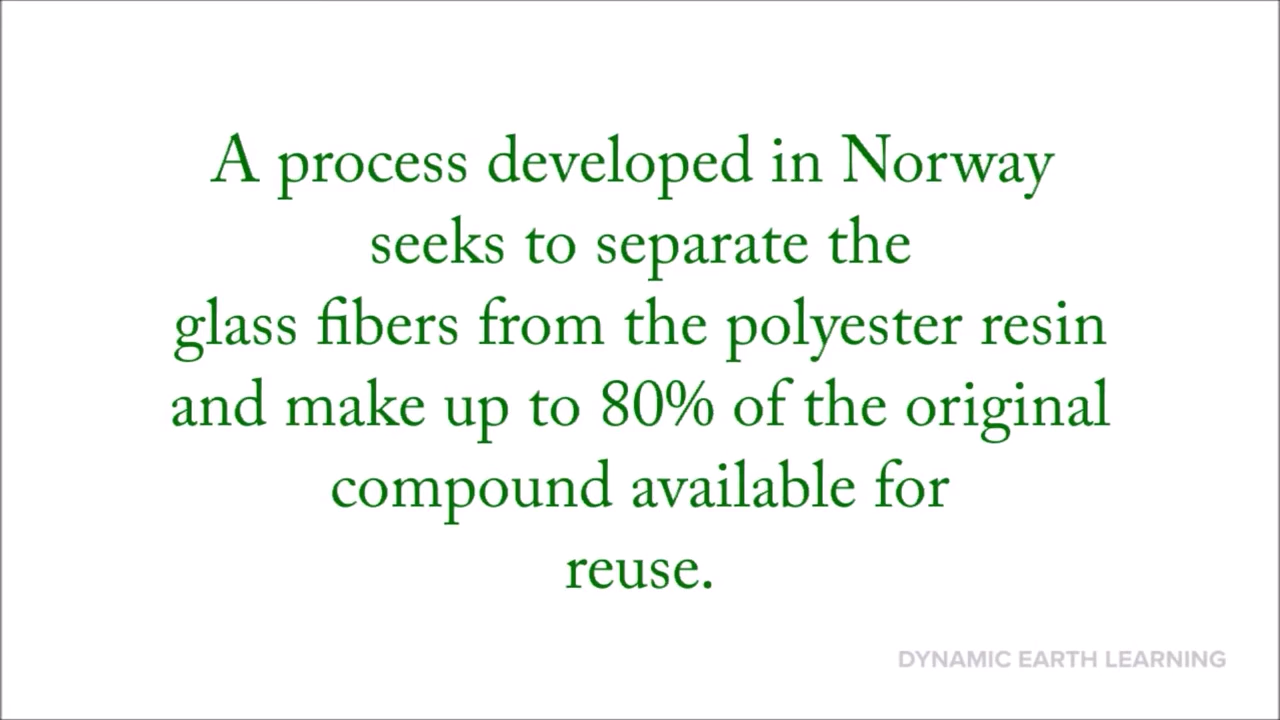 A process developed in Norway
seeks to separate the
glass fibers from the polyester resin
and make up to 80% of the original
compound available for
reuse.
DYNAMIC EARTH LEARNING